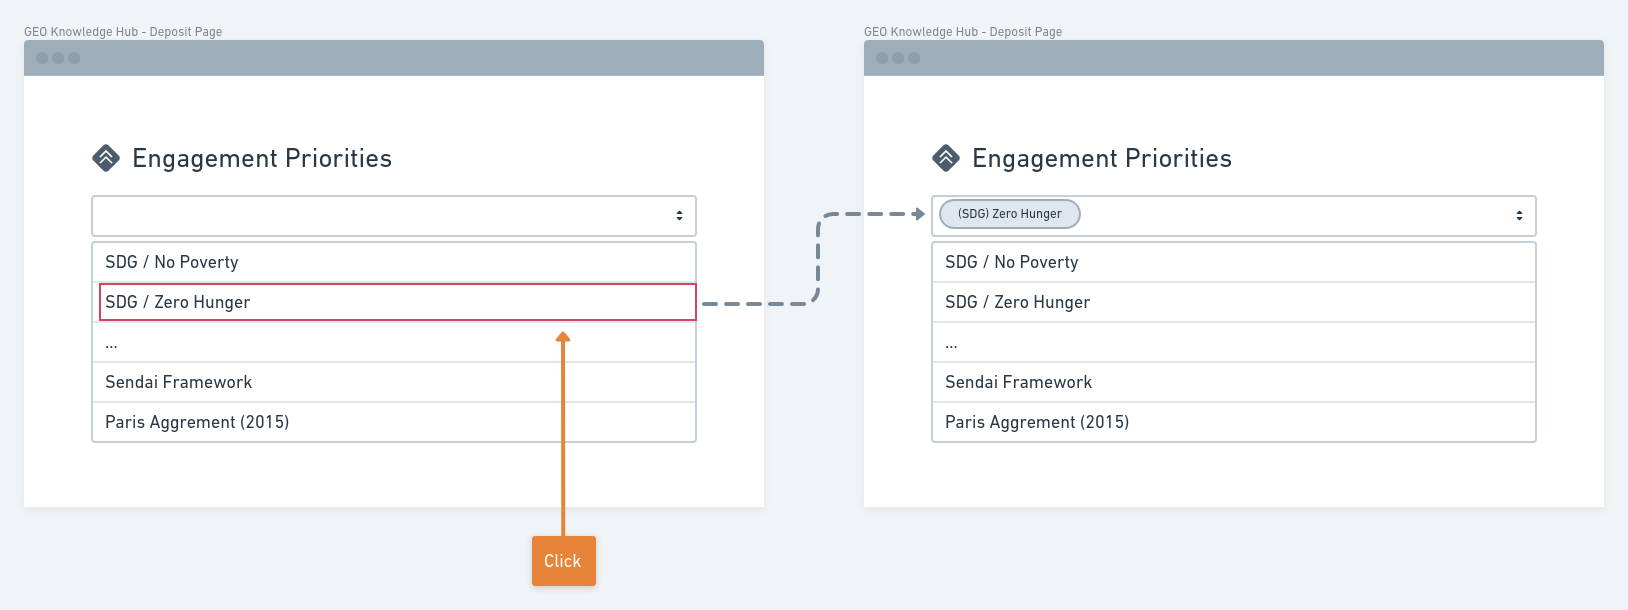 GEO Knowledge Hub - Deposit Page
Engagement Priorities
SDG / No Poverty
SDG / Zero Hunger
...
Sendai Framework
Paris Aggrement (2015)
Click
GEO Knowledge Hub - Deposit Page
Engagement Priorities
(SDG) Zero Hunger
SDG / No Poverty
SDG / Zero Hunger
...
Sendai Framework
Paris Aggrement (2015)